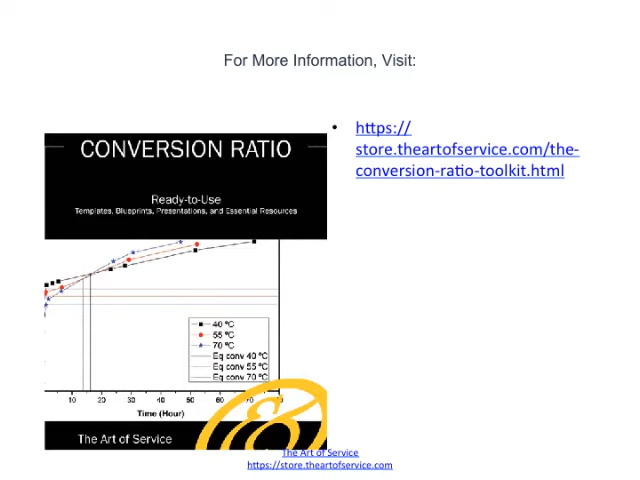 For More Information, Visit:
• https://
store.theartofservice.com/the-
conversion-ratio-toolkit.html
CONVERSION RATIO
Ready-to-Use
Templates, Blueprints, Presentations, and Essential Resources
40 ºC
55 ºC
70 ºC
Eq conv 40 ºC
Eq conv 55 ºC
Eq conv 70 ºC
10 20 30 40 50 60 70
Time (Hour)
The Art of Service
The Art of Service
https://store.theartofservice.com